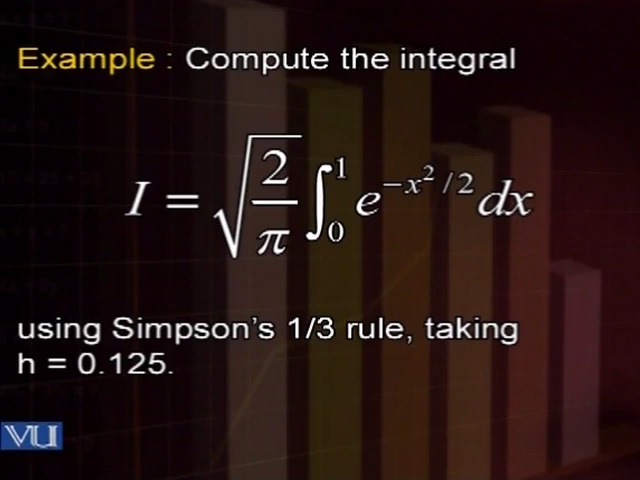 Example : Compute the integral
I = √(2/π) ∫₀¹ e^(−x²/2) dx
using Simpson's 1/3 rule, taking
h = 0.125.
VU